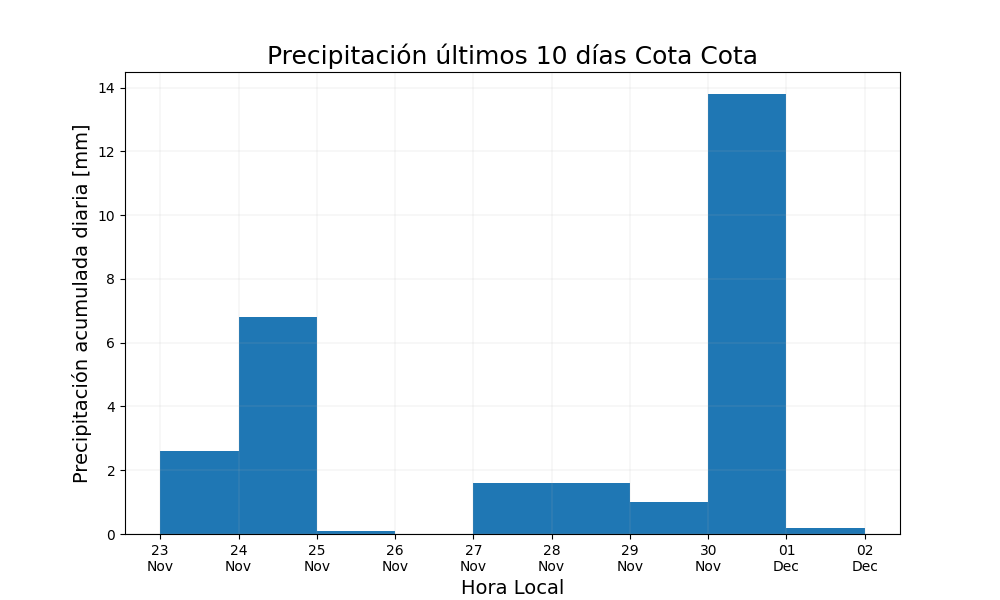 Precipitación últimos 10 días Cota Cota
Precipitación acumulada diaria [mm]
14
12
10
8
6
4
2
0
23 24 25 26 27 28 29 30 01 02
Nov Nov Nov Nov Nov Nov Nov Nov Dec Dec
Hora Local